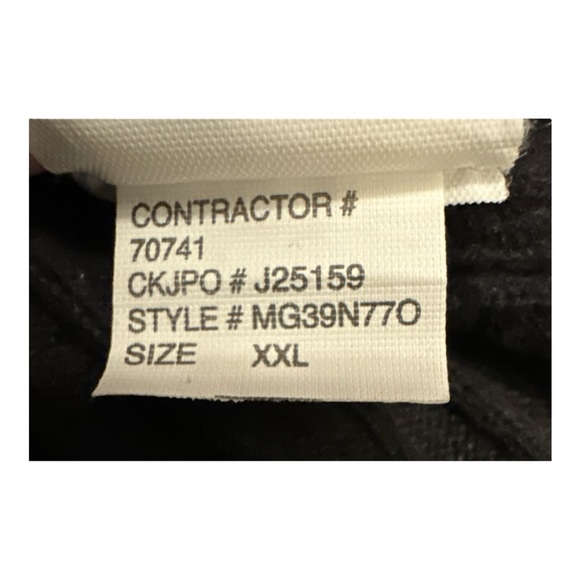 CONTRACTOR #
70741
CKJPO # J25159
STYLE # MG39N77O
SIZE XXL